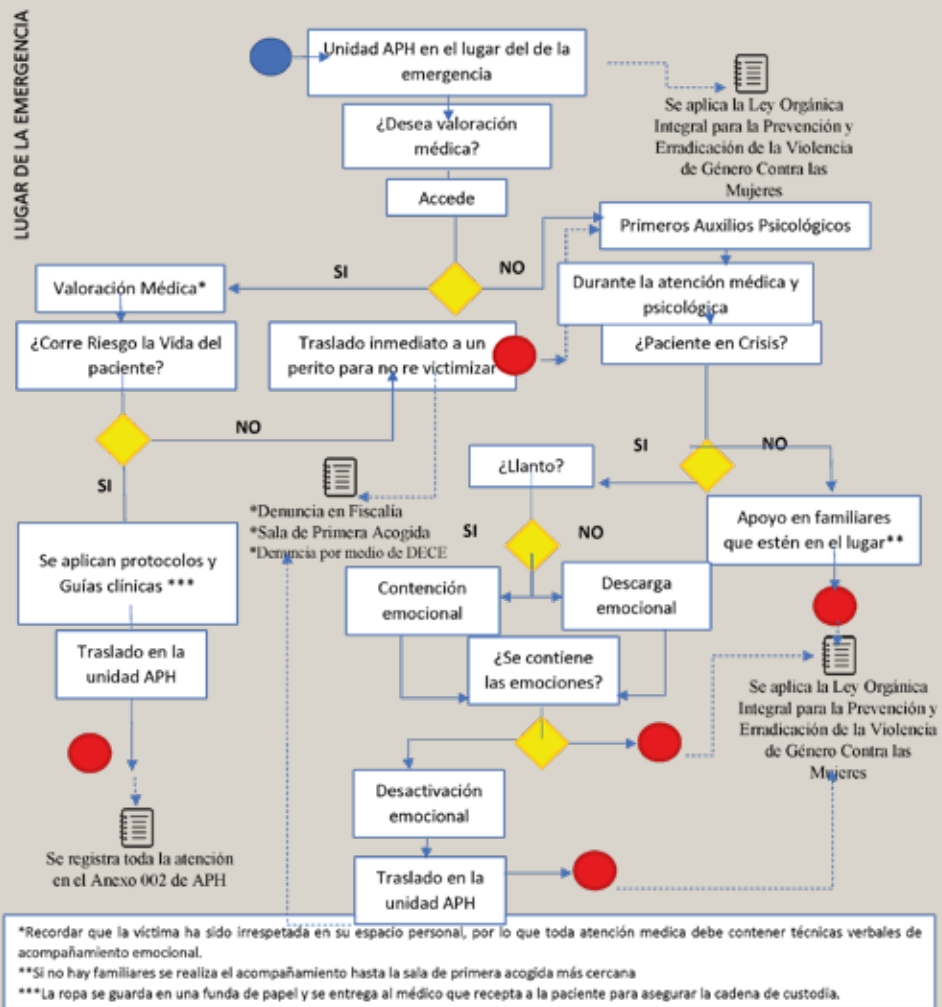 LUGAR DE LA EMERGENCIA
Unidad APH en el lugar del de la
emergencia
Se aplica la Ley Orgánica
Integral para la Prevención y
Erradicación de la Violencia
de Género Contra las
Mujeres
¿Desea valoración
médica?
Accede
Primeros Auxilios Psicológicos
SI
NO
Valoración Médica*
Durante la atención médica y
psicológica
¿Corre Riesgo la Vida del
paciente?
Traslado inmediato a un
perito para no re victimizar
¿Paciente en Crisis?
NO
SI
SI
NO
¿Llanto?
*Denuncia en Fiscalía
*Sala de Primera Acogida
*Denuncia por medio de DECE
SI
NO
Apoyo en familiares
que estén en el lugar**
Se aplican protocolos y
Guías clínicas ***
Contención
emocional
Descarga
emocional
Traslado en la
unidad APH
¿Se contiene
las emociones?
Se aplica la Ley Orgánica
Integral para la Prevención y
Erradicación de la Violencia
de Género Contra las
Mujeres
Desactivación
emocional
Se registra toda la atención
en el Anexo 002 de APH
Traslado en la
unidad APH
*Recordar que la víctima ha sido irrespetada en su espacio personal, por lo que toda atención medica debe contener técnicas verbales de
acompañamiento emocional.
**Si no hay familiares se realiza el acompañamiento hasta la sala de primera acogida más cercana
***La ropa se guarda en una funda de papel y se entrega al médico que recepta a la paciente para asegurar la cadena de custodia.